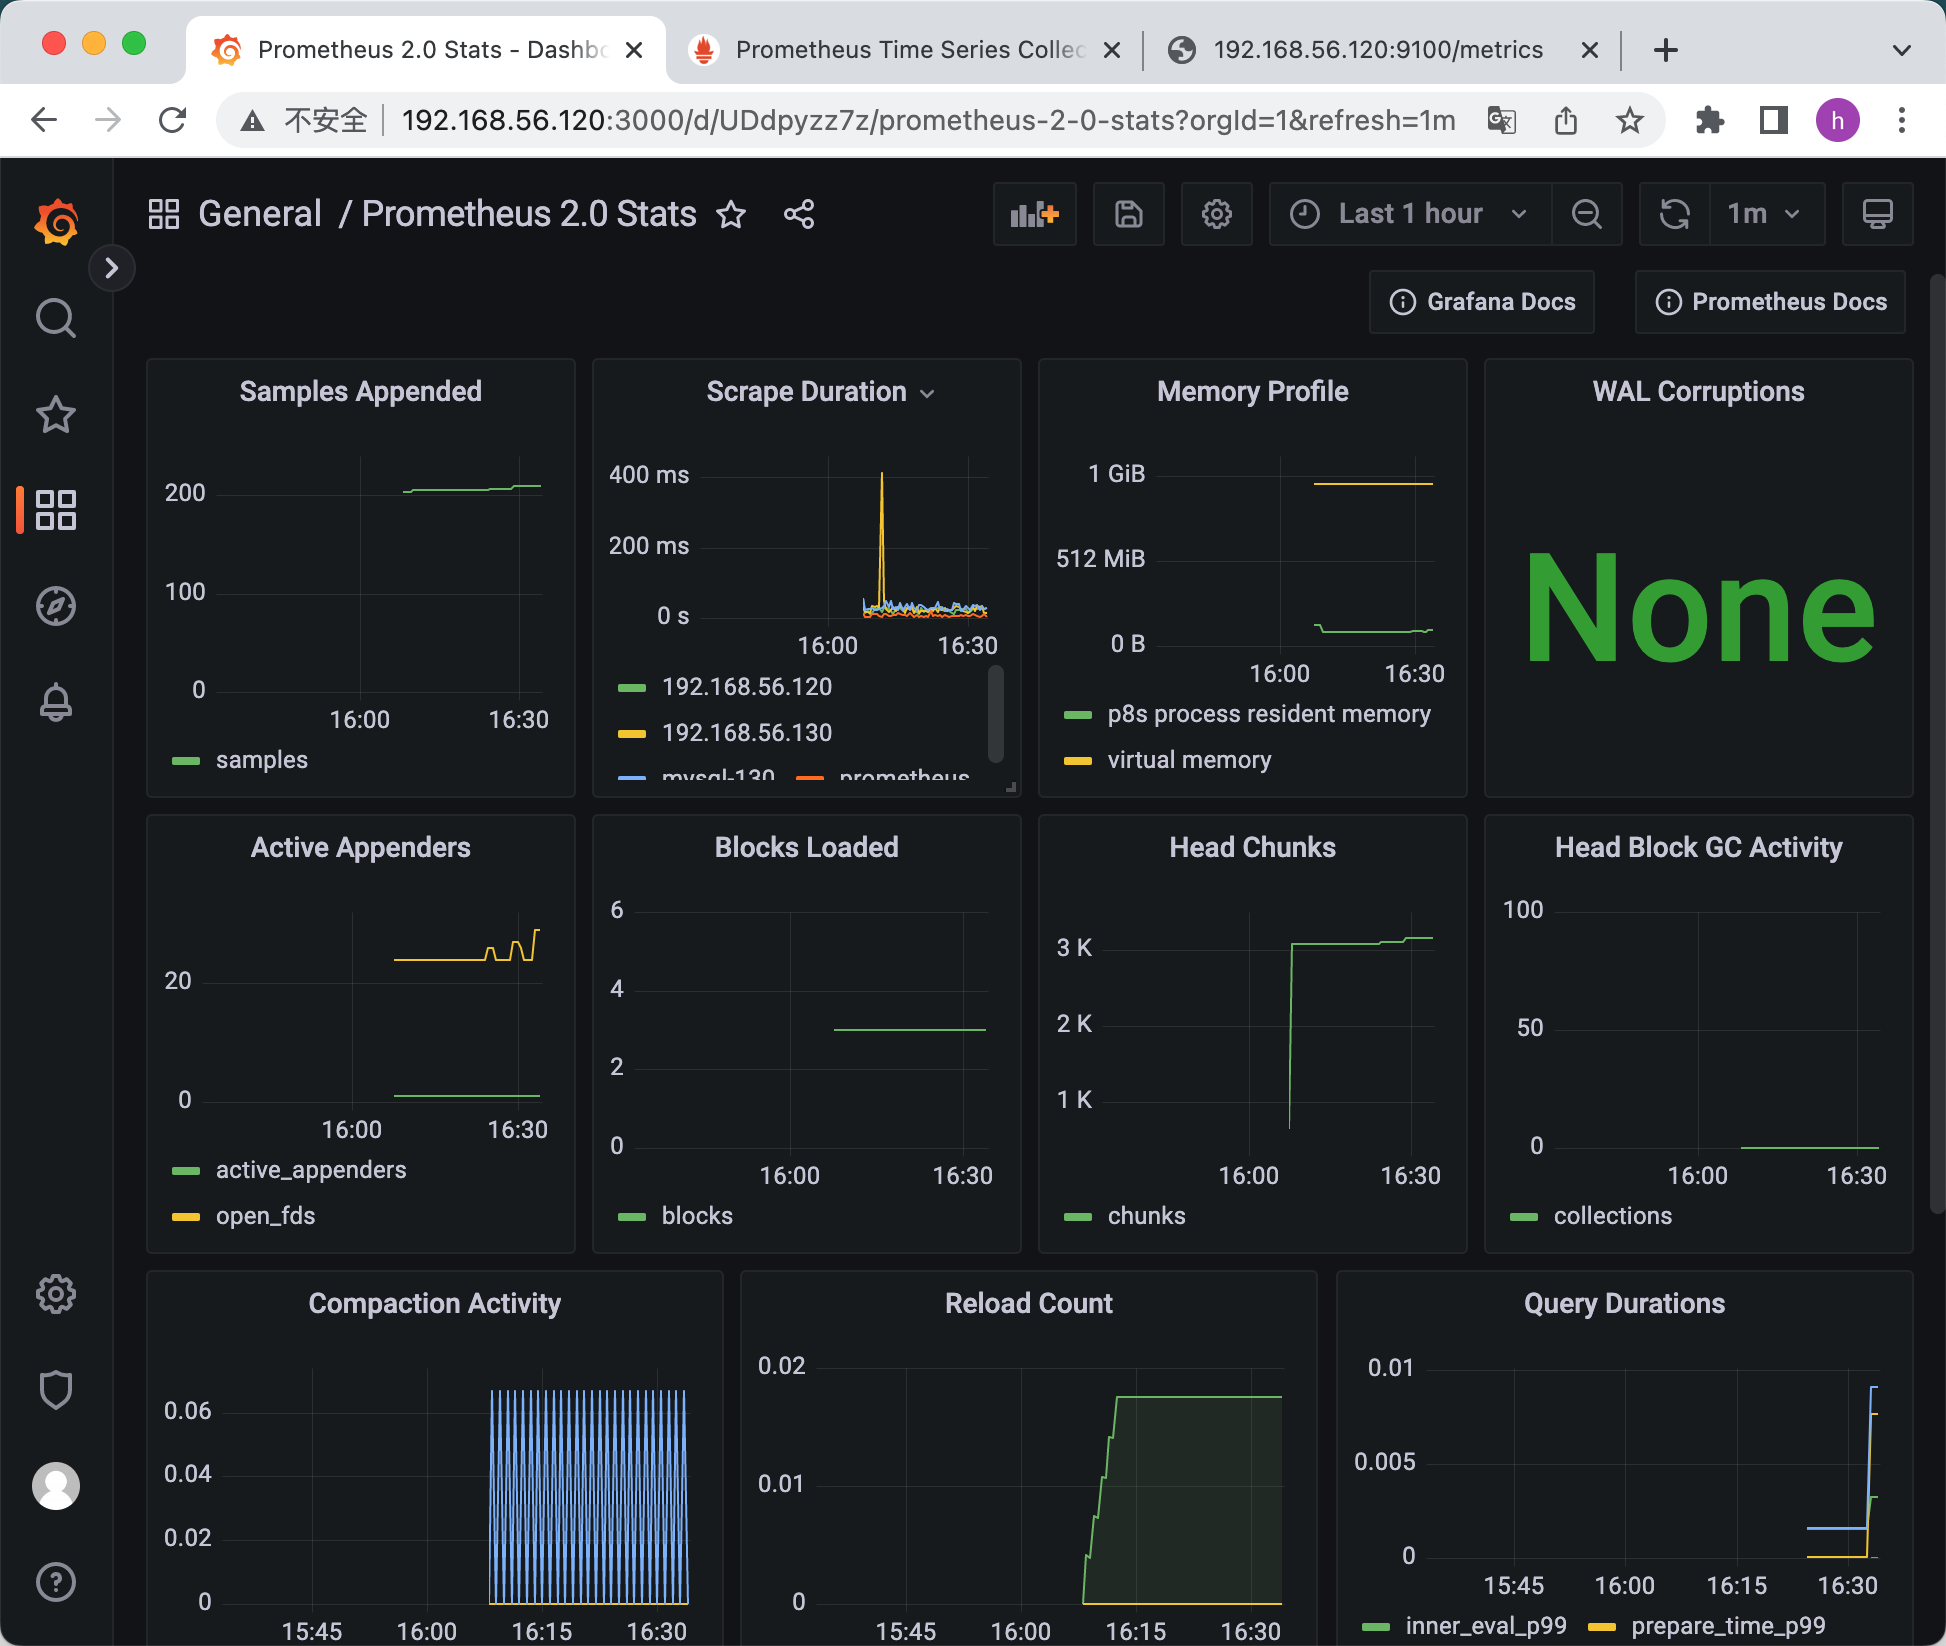 Prometheus 2.0 Stats - Dashbo
Prometheus Time Series Collec
192.168.56.120:9100/metrics
不安全
192.168.56.120:3000/d/UDdpyzz7z/prometheus-2-0-stats?orgId=1&refresh=1m
h
General / Prometheus 2.0 Stats
Last 1 hour
1m
Grafana Docs
Prometheus Docs
Samples Appended
200
100
0
16:00 16:30
samples
Scrape Duration
400 ms
200 ms
0 s
16:00 16:30
192.168.56.120
192.168.56.130
mysql-130 prometheus
Memory Profile
1 GiB
512 MiB
0 B
16:00 16:30
p8s process resident memory
virtual memory
WAL Corruptions
None
Active Appenders
20
0
16:00 16:30
active_appenders
open_fds
Blocks Loaded
6
4
2
0
16:00 16:30
blocks
Head Chunks
3 K
2 K
1 K
16:00 16:30
chunks
Head Block GC Activity
100
50
0
16:00 16:30
collections
Compaction Activity
0.06
0.04
0.02
0
15:45 16:00 16:15 16:30
Reload Count
0.02
0.01
0
15:45 16:00 16:15 16:30
Query Durations
0.01
0.005
0
15:45 16:00 16:15 16:30
inner_eval_p99 prepare_time_p99